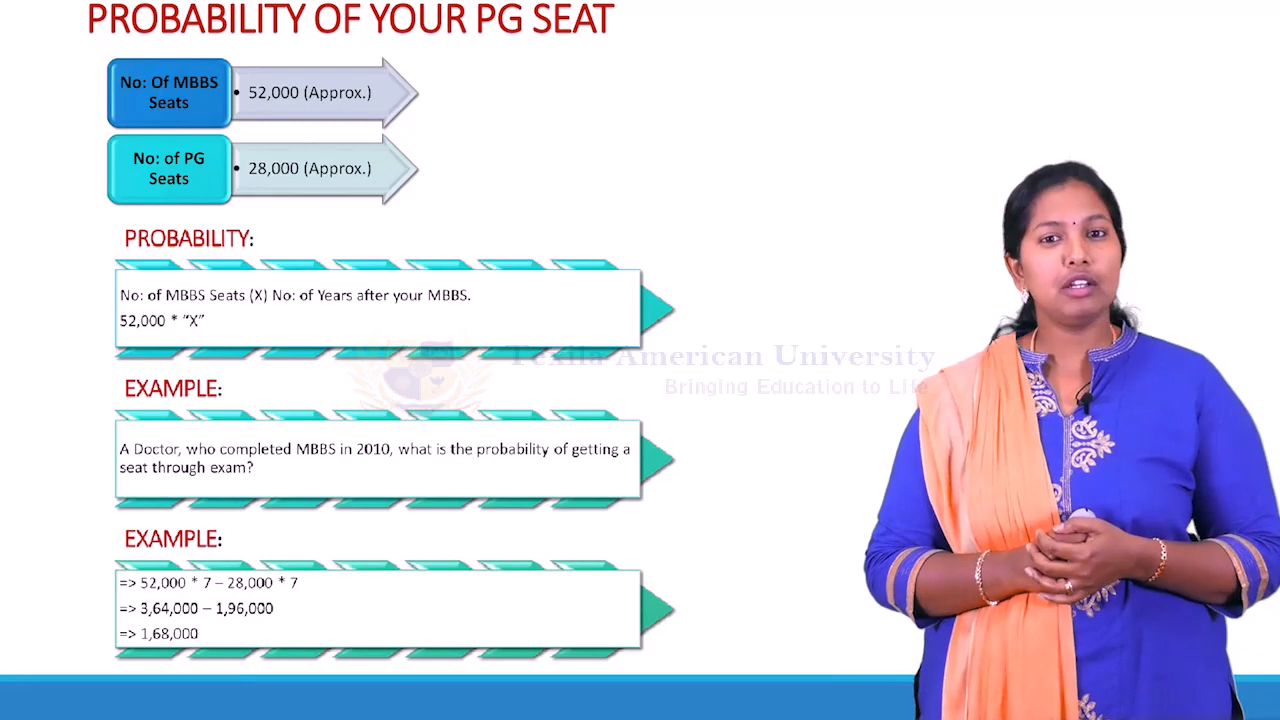 PROBABILITY OF YOUR PG SEAT
No: Of MBBS
Seats
• 52,000 (Approx.)
No: of PG
Seats
• 28,000 (Approx.)
PROBABILITY:
No: of MBBS Seats (X) No: of Years after your MBBS.
52,000 * “X”
Texila American University
Bringing Education to Life
EXAMPLE:
A Doctor, who completed MBBS in 2010, what is the probability of getting a
seat through exam?
EXAMPLE:
=> 52,000 * 7 – 28,000 * 7
=> 3,64,000 – 1,96,000
=> 1,68,000